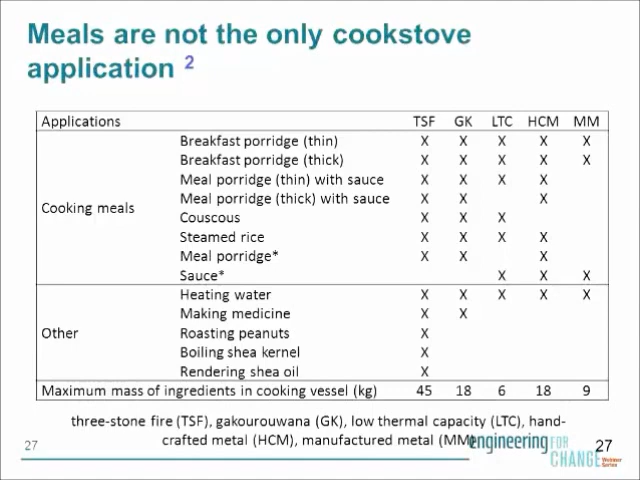 Meals are not the only cookstove
application 2
Applications TSF GK LTC HCM MM
Cooking meals
Breakfast porridge (thin) X X X X X
Breakfast porridge (thick) X X X X X
Meal porridge (thin) with sauce X X X X
Meal porridge (thick) with sauce X X X
Couscous X X X
Steamed rice X X X X
Meal porridge* X X X
Sauce* X X X
Other
Heating water X X X X X
Making medicine X X
Roasting peanuts X
Boiling shea kernel X
Rendering shea oil X
Maximum mass of ingredients in cooking vessel (kg) 45 18 6 18 9
three-stone fire (TSF), gakourouwana (GK), low thermal capacity (LTC), hand-
crafted metal (HCM), manufactured metal (MM)
27
engineering FOR
CHANGE Webinar
Series
27